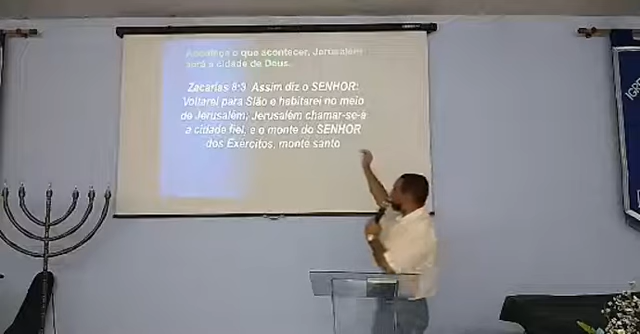 Aconteça o que acontecer, Jerusalém
será a cidade de Deus.
Zacarias 8:3 Assim diz o SENHOR:
Voltarei para Sião e habitarei no meio
de Jerusalém; Jerusalém chamar-se-á
a cidade fiel, e o monte do SENHOR
dos Exércitos, monte santo